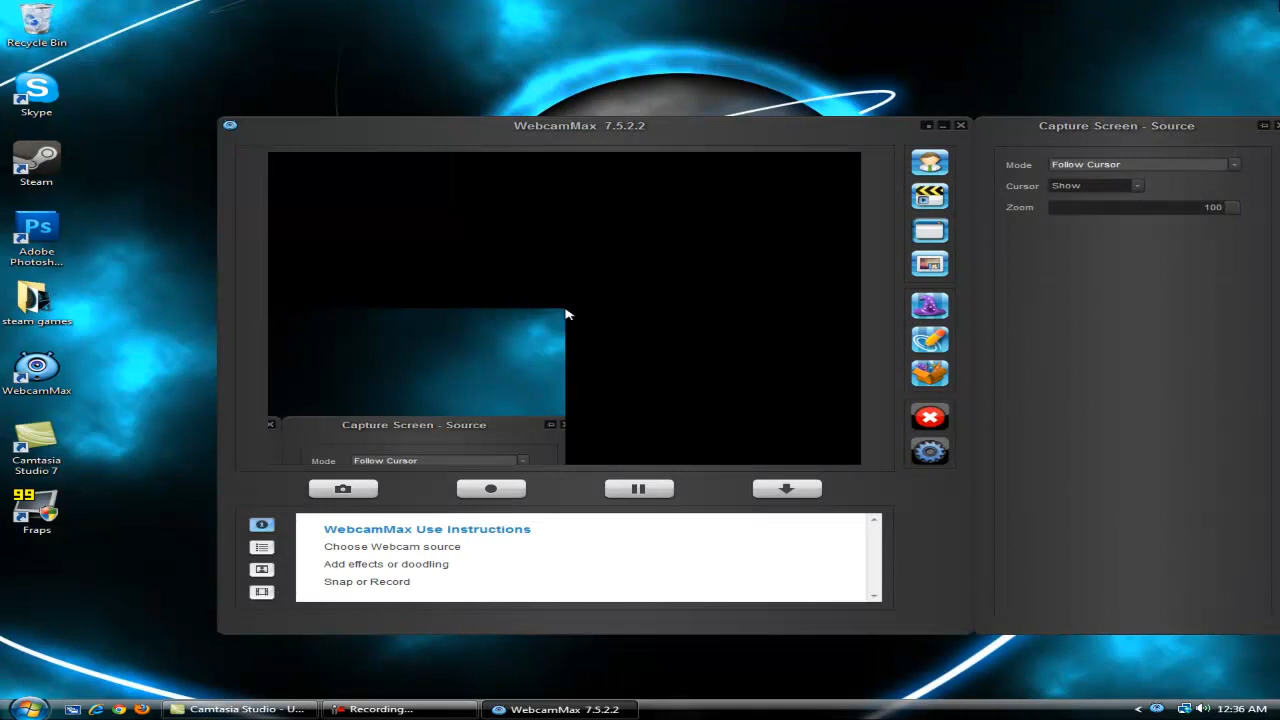 Recycle Bin
Skype
Steam
Adobe
Photosh...
steam games
WebcamMax
Camtasia
Studio 7
99
Fraps
S
Ps
WebcamMax 7.5.2.2
Capture Screen - Source
Mode
Follow Cursor
WebcamMax Use Instructions
Choose Webcam source
Add effects or doodling
Snap or Record
Capture Screen - Source
Mode Follow Cursor
Cursor Show
Zoom 100
Camtasia Studio - U...
Recording...
WebcamMax 7.5.2.2
12:36 AM